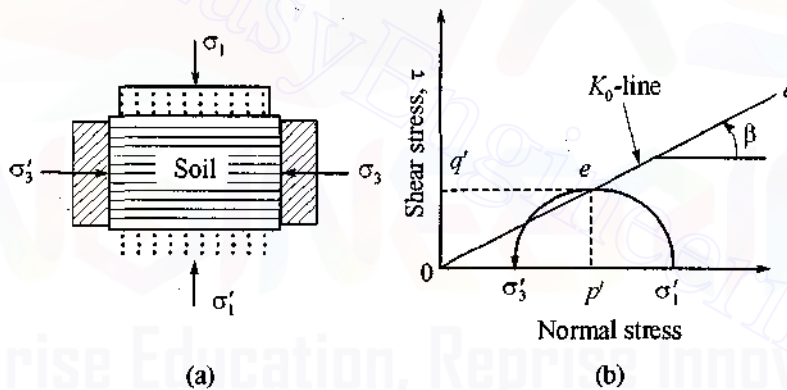 σ₁
σ′₃
Soil
σ₃
σ′₁
(a)
Shear stress, τ
K₀-line
β
q′
e
0
σ′₃
p′
σ′₁
Normal stress
(b)